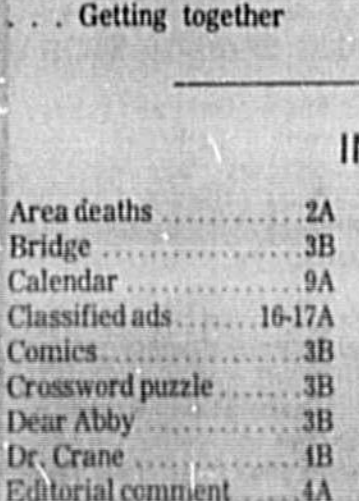 . . . Getting together
IN
Area deaths ............ 2A
Bridge ................ 3B
Calendar .............. 9A
Classified ads ...... 16-17A
Comics ................ 3B
Crossword puzzle ....... 3B
Dear Abby ............. 3B
Dr. Crane ............. 4B
Editorial comment ..... 4A